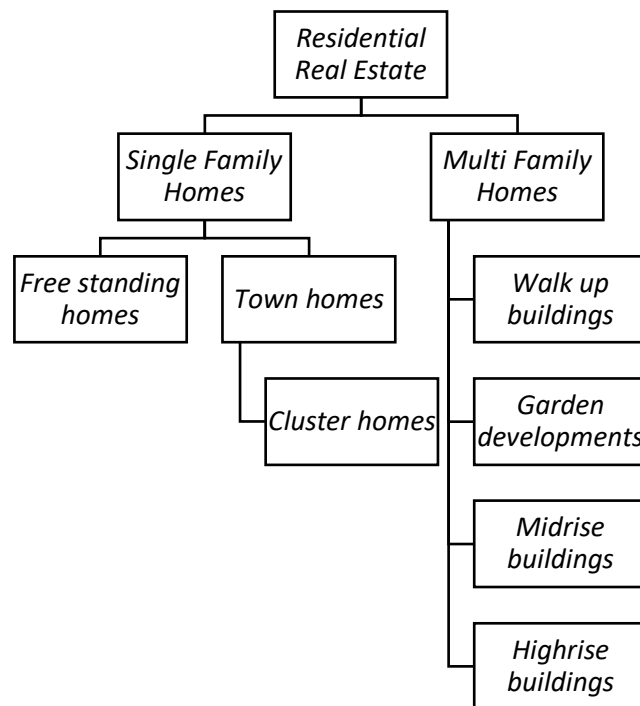 Residential
Real Estate
Single Family
Homes
Multi Family
Homes
Free standing
homes
Town homes
Cluster homes
Walk up
buildings
Garden
developments
Midrise
buildings
Highrise
buildings